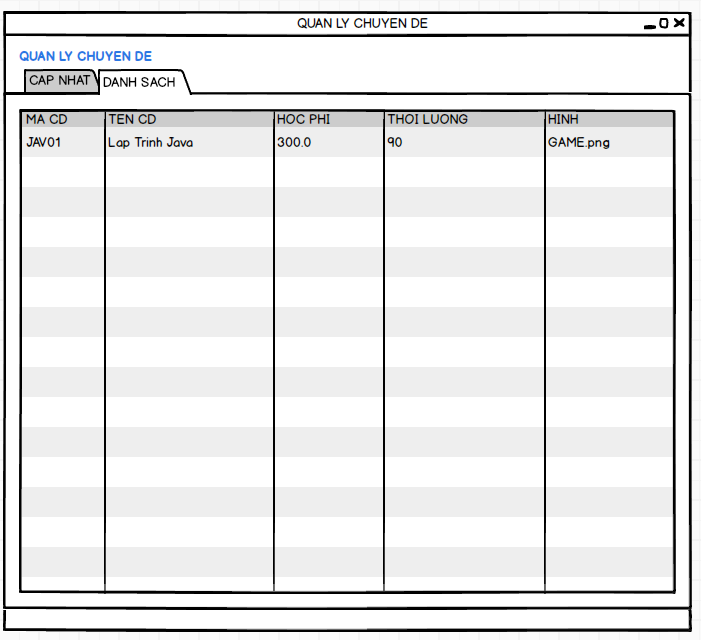 QUAN LY CHUYEN DE
QUAN LY CHUYEN DE
CAP NHAT DANH SACH
MA CD TEN CD HOC PHI THOI LUONG HINH
JAV01 Lap Trinh Java 300.0 90 GAME.png